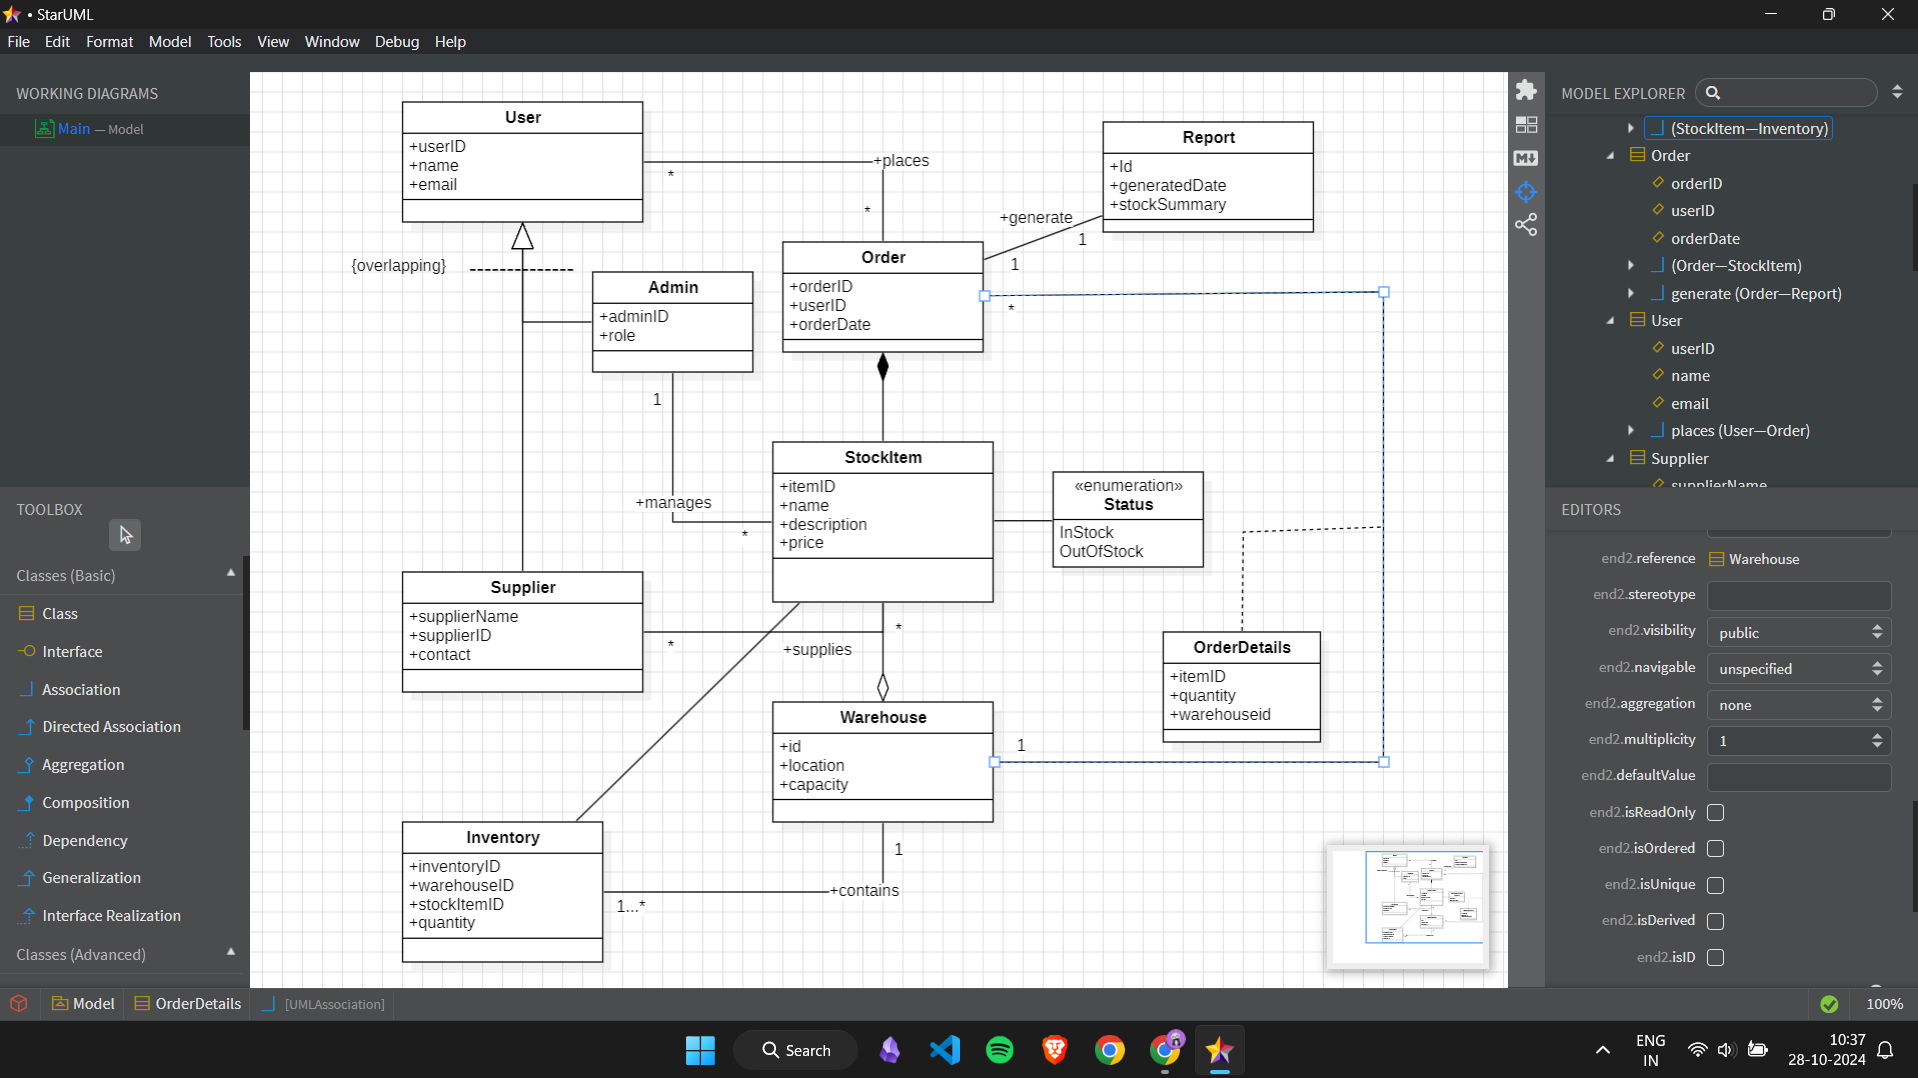 • StarUML
File Edit Format Model Tools View Window Debug Help
WORKING DIAGRAMS
Main — Model
TOOLBOX
Classes (Basic)
Class
Interface
Association
Directed Association
Aggregation
Composition
Dependency
Generalization
Interface Realization
Classes (Advanced)
User
+userID
+name
+email
+places
*
*
{overlapping}
Admin
+adminID
+role
Order
+orderID
+userID
+orderDate
+generate
1
1
*
Report
+Id
+generatedDate
+stockSummary
1
+manages
*
StockItem
+itemID
+name
+description
+price
«enumeration»
Status
InStock
OutOfStock
Supplier
+supplierName
+supplierID
+contact
*
+supplies
*
OrderDetails
+itemID
+quantity
+warehouseid
Warehouse
+id
+location
+capacity
1
1
Inventory
+inventoryID
+warehouseID
+stockItemID
+quantity
1...*
+contains
MODEL EXPLORER
(StockItem—Inventory)
Order
orderID
userID
orderDate
(Order—StockItem)
generate (Order—Report)
User
userID
name
email
places (User—Order)
Supplier
supplierName
EDITORS
end2.reference Warehouse
end2.stereotype
end2.visibility public
end2.navigable unspecified
end2.aggregation none
end2.multiplicity 1
end2.defaultValue
end2.isReadOnly
end2.isOrdered
end2.isUnique
end2.isDerived
end2.isID
Model OrderDetails [UMLAssociation]
100%
Search
ENG
IN
10:37
28-10-2024